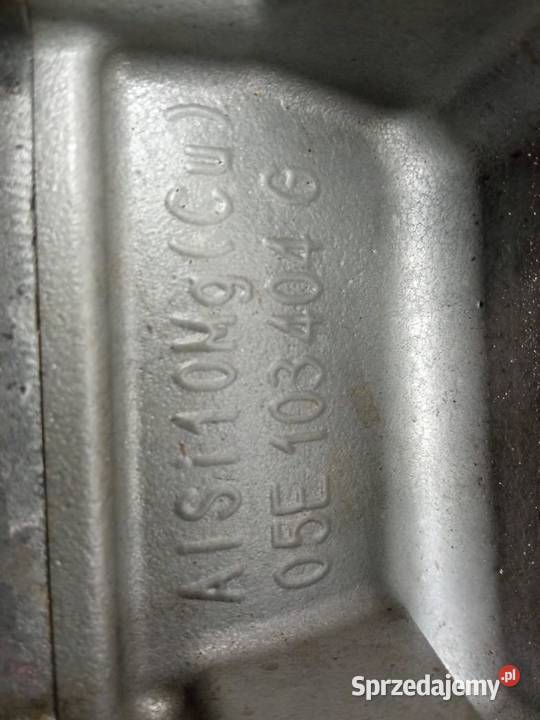 AlSi10Mg(Cu)
05E 103 404 G
Sprzedajemy.pl